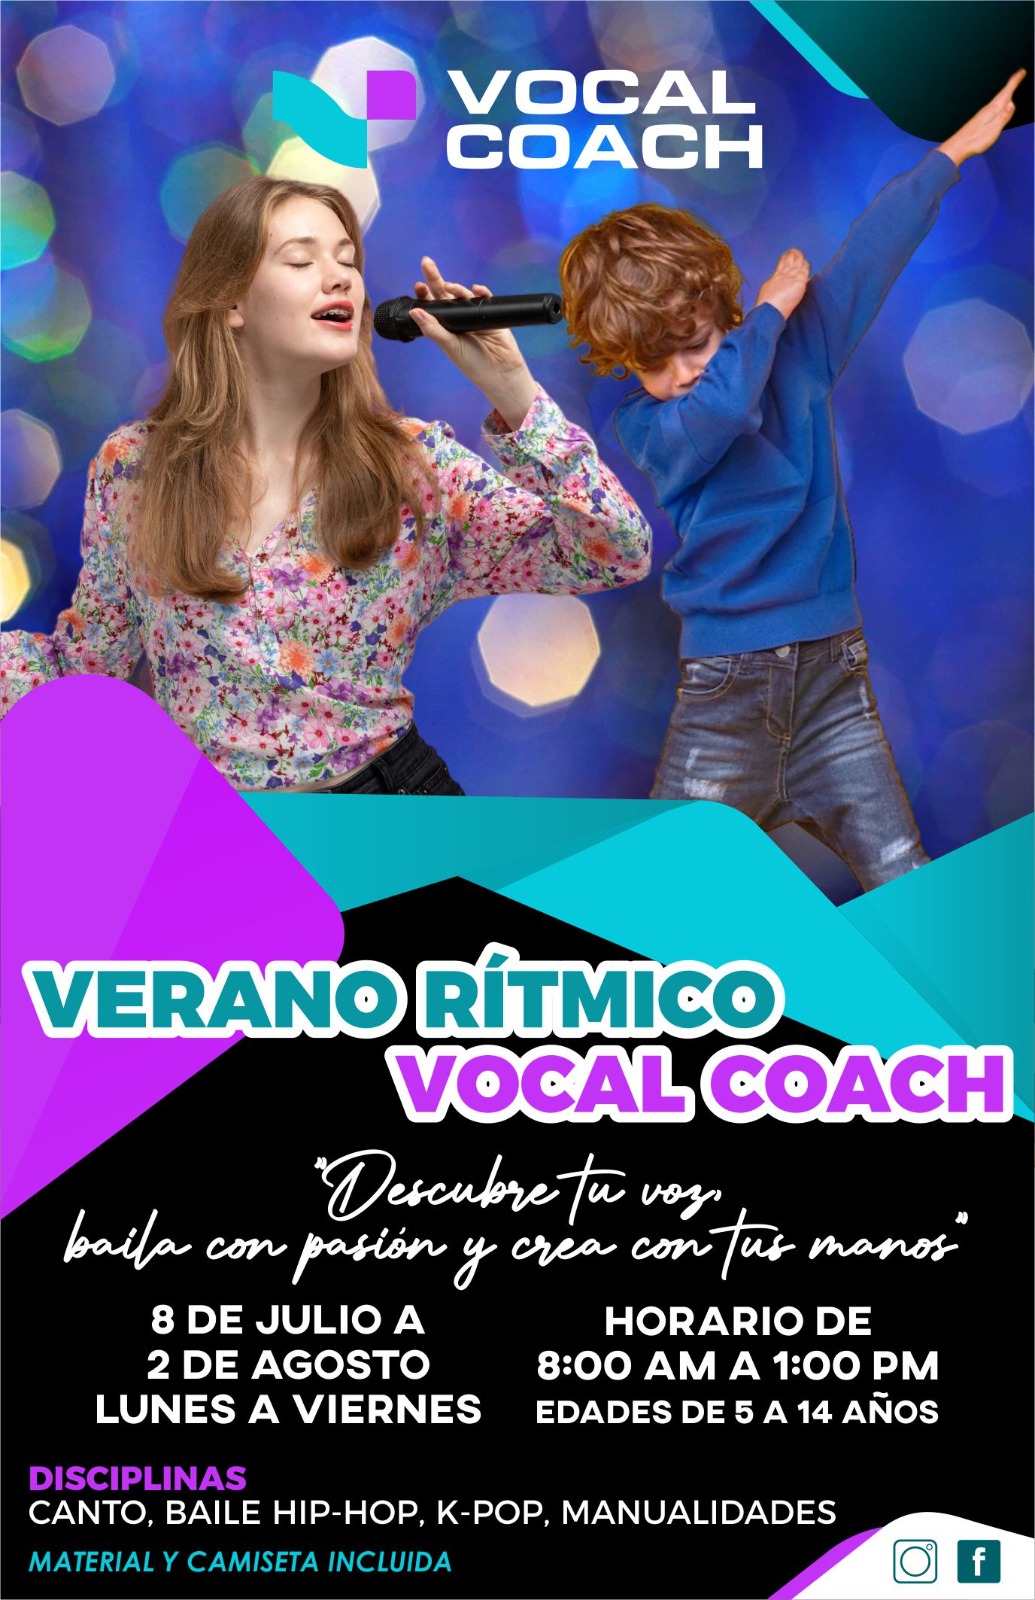 VOCAL
COACH
VERANO RÍTMICO
VOCAL COACH
"Descubre tu voz,
baila con pasión y crea con tus manos"
8 DE JULIO A
2 DE AGOSTO
LUNES A VIERNES
HORARIO DE
8:00 AM A 1:00 PM
EDADES DE 5 A 14 AÑOS
DISCIPLINAS
CANTO, BAILE HIP-HOP, K-POP, MANUALIDADES
MATERIAL Y CAMISETA INCLUIDA